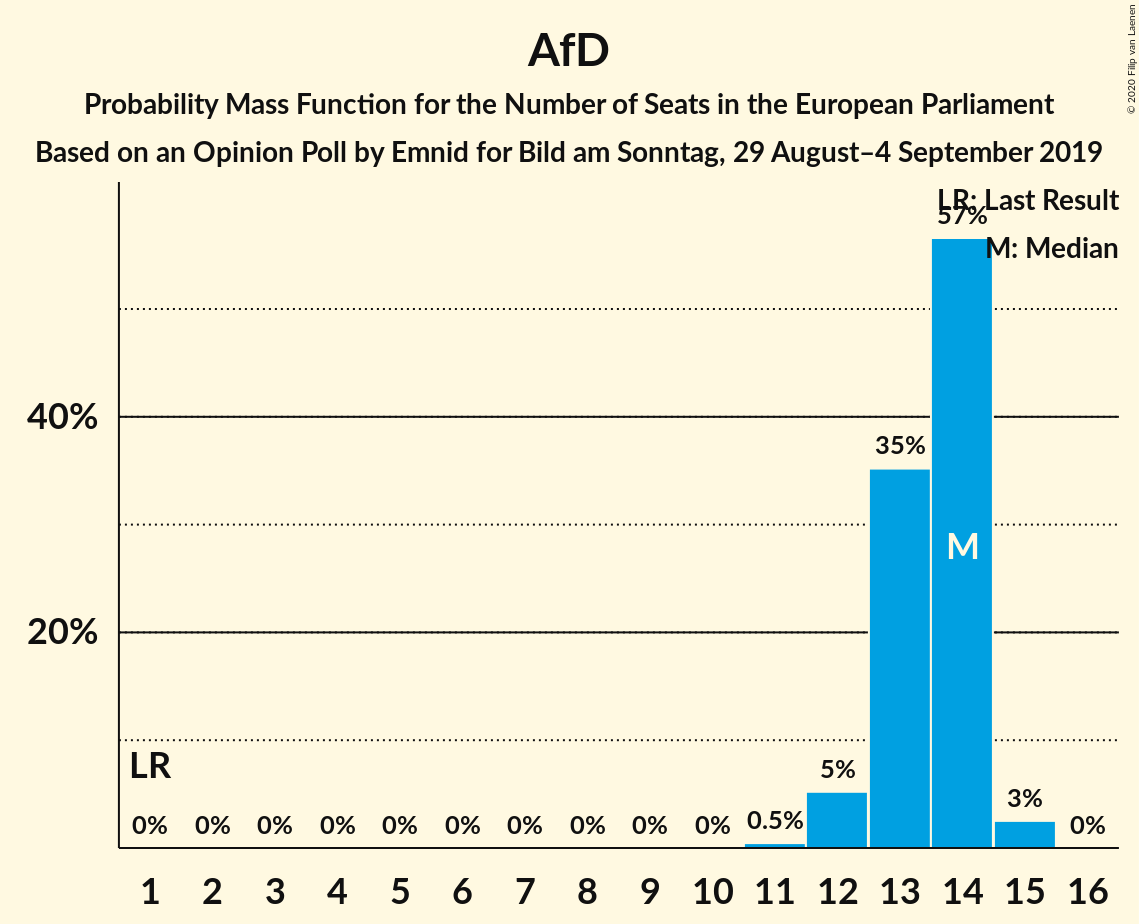 AfD
Probability Mass Function for the Number of Seats in the European Parliament
Based on an Opinion Poll by Emnid for Bild am Sonntag, 29 August–4 September 2019
© 2020 Filip van Laenen
LR: Last Result
57%
M: Median
40%
35%
M
20%
LR
5%
3%
0% 0% 0% 0% 0% 0% 0% 0% 0% 0% 0.5% 0%
1 2 3 4 5 6 7 8 9 10 11 12 13 14 15 16